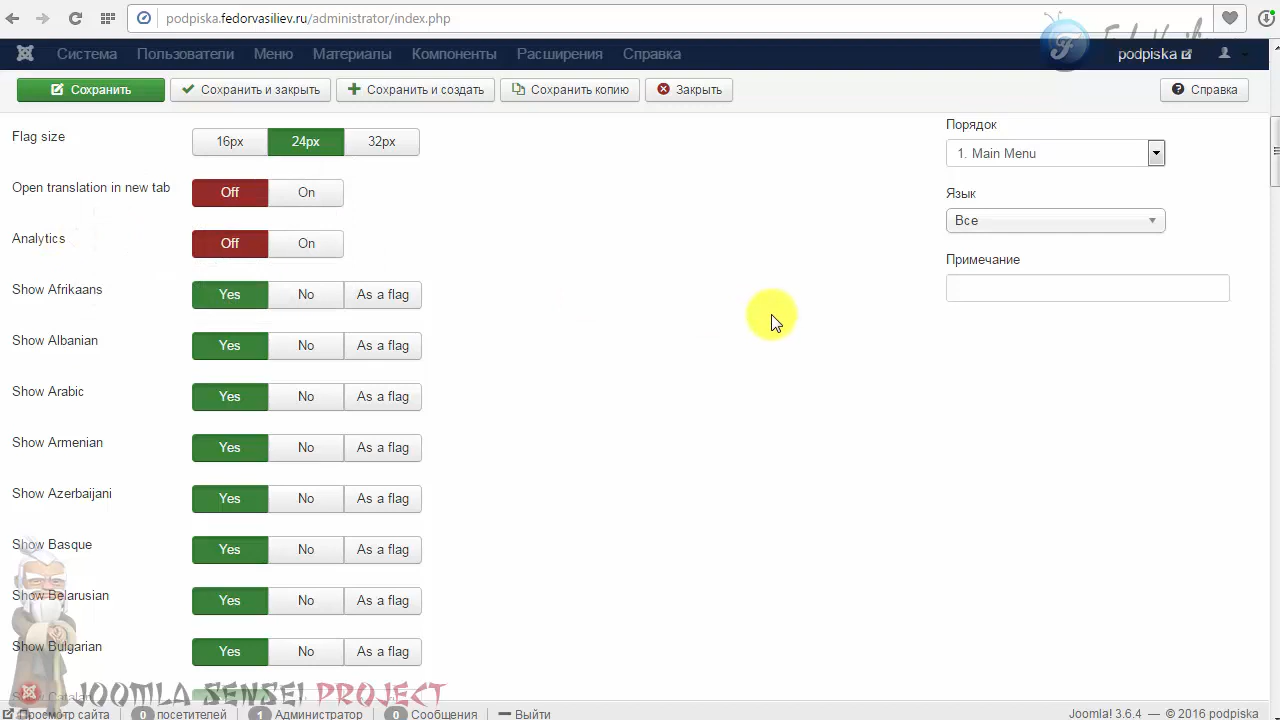 podpiska.fedorvasiliev.ru/administrator/index.php
Система Пользователи Меню Материалы Компоненты Расширения Справка podpiska
Сохранить Сохранить и закрыть Сохранить и создать Сохранить копию Закрыть Справка
Flag size 16px 24px 32px
Порядок
1. Main Menu
Open translation in new tab Off On
Язык
Все
Analytics Off On
Примечание
Show Afrikaans Yes No As a flag
Show Albanian Yes No As a flag
Show Arabic Yes No As a flag
Show Armenian Yes No As a flag
Show Azerbaijani Yes No As a flag
Show Basque Yes No As a flag
Show Belarusian Yes No As a flag
Show Bulgarian Yes No As a flag
Show Catalan
JOOMLA SENSEI PROJECT
Просмотр сайта 0 посетителей 1 Администратор 0 Сообщения Выйти Joomla! 3.6.4 — © 2016 podpiska